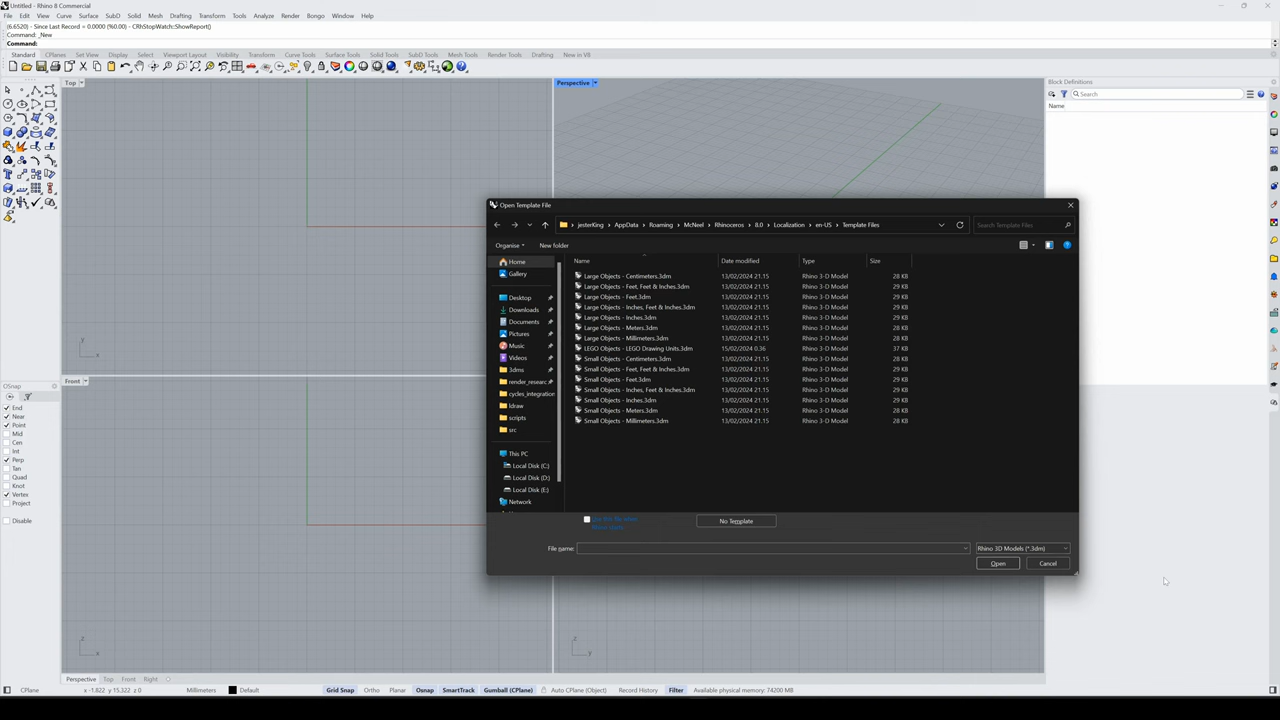 Untitled - Rhino 8 Commercial
File Edit View Curve Surface SubD Solid Mesh Drafting Transform Tools Analyze Render Bongo Window Help
(6.6520) - Since Last Record = 0.0000 (%0.00) - CRhStopWatch::ShowReport()
Command: _New
Command:
Standard CPlanes Set View Display Select Viewport Layout Visibility Transform Curve Tools Surface Tools Solid Tools SubD Tools Mesh Tools Render Tools Drafting New in V8
Top
Perspective
Block Definitions
Search
Name
Open Template File
jesterKing > AppData > Roaming > McNeel > Rhinoceros > 8.0 > Localization > en-US > Template Files
Search Template Files
Organise New folder
Home
Gallery
Desktop
Downloads
Documents
Pictures
Music
Videos
3dms
render_researc
cycles_integration
ldraw
scripts
src
This PC
Local Disk (C:)
Local Disk (D:)
Local Disk (E:)
Network
Name Date modified Type Size
Large Objects - Centimeters.3dm 13/02/2024 21.15 Rhino 3-D Model 28 KB
Large Objects - Feet, Feet & Inches.3dm 13/02/2024 21.15 Rhino 3-D Model 29 KB
Large Objects - Feet.3dm 13/02/2024 21.15 Rhino 3-D Model 29 KB
Large Objects - Inches, Feet & Inches.3dm 13/02/2024 21.15 Rhino 3-D Model 29 KB
Large Objects - Inches.3dm 13/02/2024 21.15 Rhino 3-D Model 29 KB
Large Objects - Meters.3dm 13/02/2024 21.15 Rhino 3-D Model 28 KB
Large Objects - Millimeters.3dm 13/02/2024 21.15 Rhino 3-D Model 29 KB
LEGO Objects - LEGO Drawing Units.3dm 15/02/2024 0.36 Rhino 3-D Model 37 KB
Small Objects - Centimeters.3dm 13/02/2024 21.15 Rhino 3-D Model 28 KB
Small Objects - Feet, Feet & Inches.3dm 13/02/2024 21.15 Rhino 3-D Model 29 KB
Small Objects - Feet.3dm 13/02/2024 21.15 Rhino 3-D Model 29 KB
Small Objects - Inches, Feet & Inches.3dm 13/02/2024 21.15 Rhino 3-D Model 29 KB
Small Objects - Inches.3dm 13/02/2024 21.15 Rhino 3-D Model 29 KB
Small Objects - Meters.3dm 13/02/2024 21.15 Rhino 3-D Model 28 KB
Small Objects - Millimeters.3dm 13/02/2024 21.15 Rhino 3-D Model 28 KB
Use this file when
No Template
File name:
Rhino 3D Models (*.3dm)
Open Cancel
y
x
Front
OSnap
End
Near
Point
Mid
Cen
Int
Perp
Tan
Quad
Knot
Vertex
Project
Disable
z
x
z
y
Perspective Top Front Right
CPlane x -1.822 y 15.322 z 0 Millimeters Default Grid Snap Ortho Planar Osnap SmartTrack Gumball (CPlane) Auto CPlane (Object) Record History Filter Available physical memory: 74200 MB